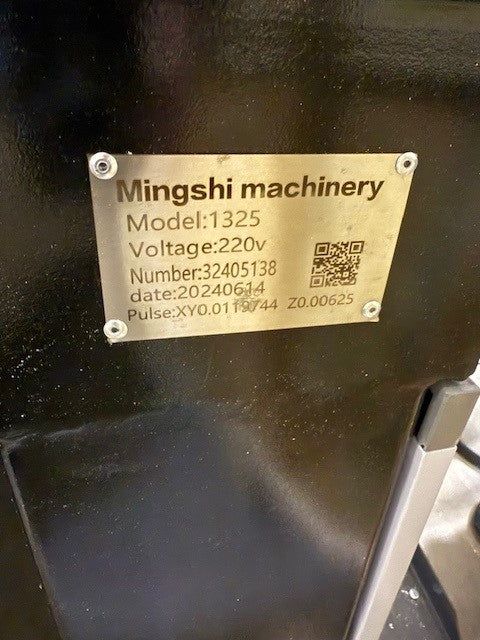 Mingshi machinery
Model:1325
Voltage:220v
Number:32405138
date:20240614
Pulse:XY0.0119744 Z0.00625